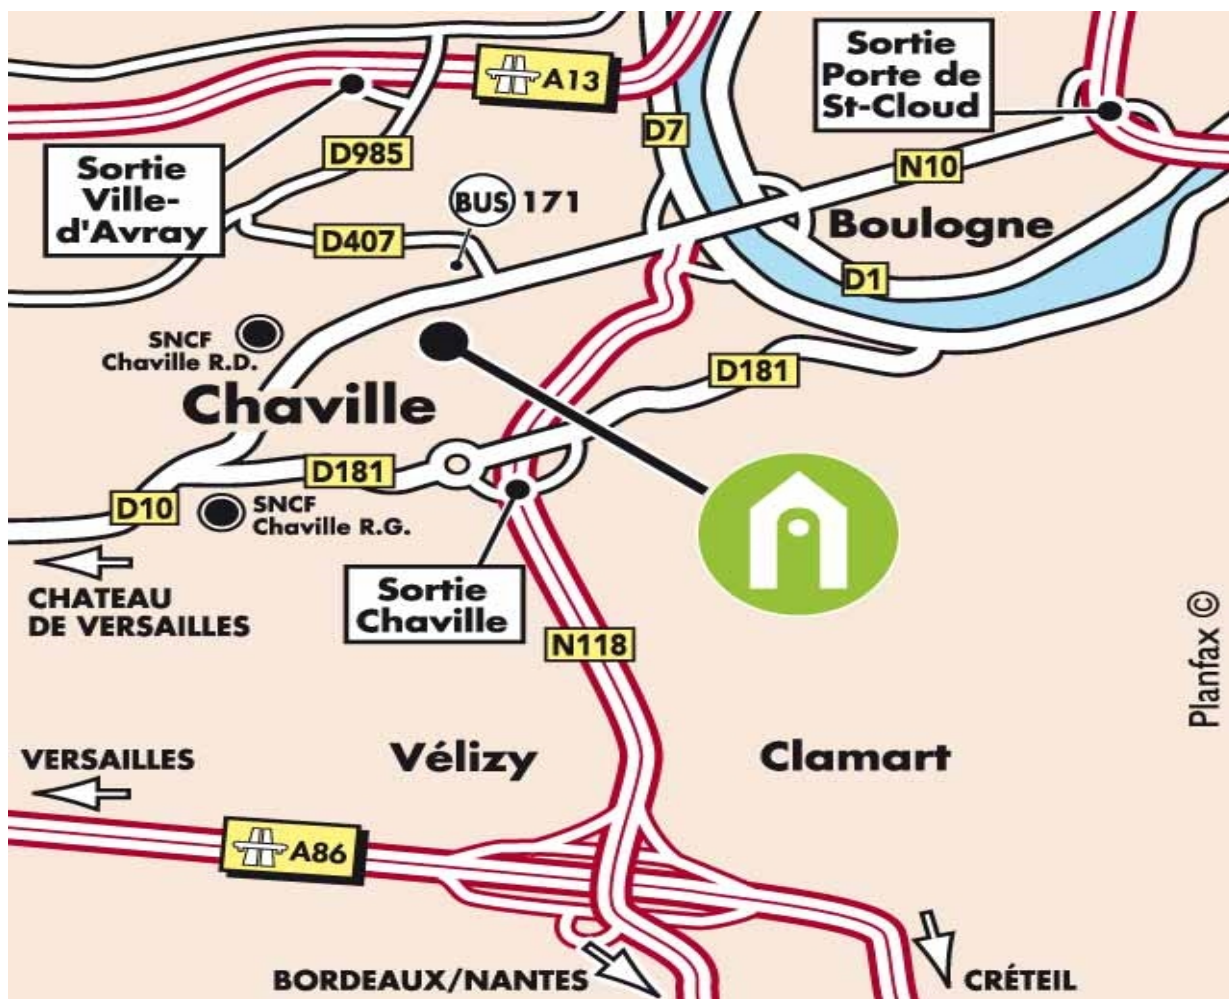 A13
Sortie
Porte de
St-Cloud
D7
Sortie
Ville-
d'Avray
D985
N10
BUS 171
Boulogne
D407
D1
SNCF
Chaville R.D.
D181
Chaville
D181
D10
SNCF
Chaville R.G.
CHATEAU
DE VERSAILLES
Sortie
Chaville
N118
Planfax ©
VERSAILLES
Vélizy
Clamart
A86
BORDEAUX/NANTES
CRÉTEIL